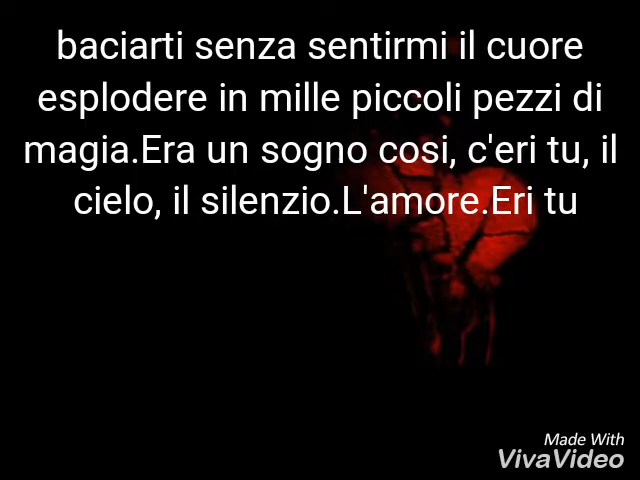 baciarti senza sentirmi il cuore
esplodere in mille piccoli pezzi di
magia.Era un sogno cosi, c'eri tu, il
cielo, il silenzio.L'amore.Eri tu
Made With
VivaVideo